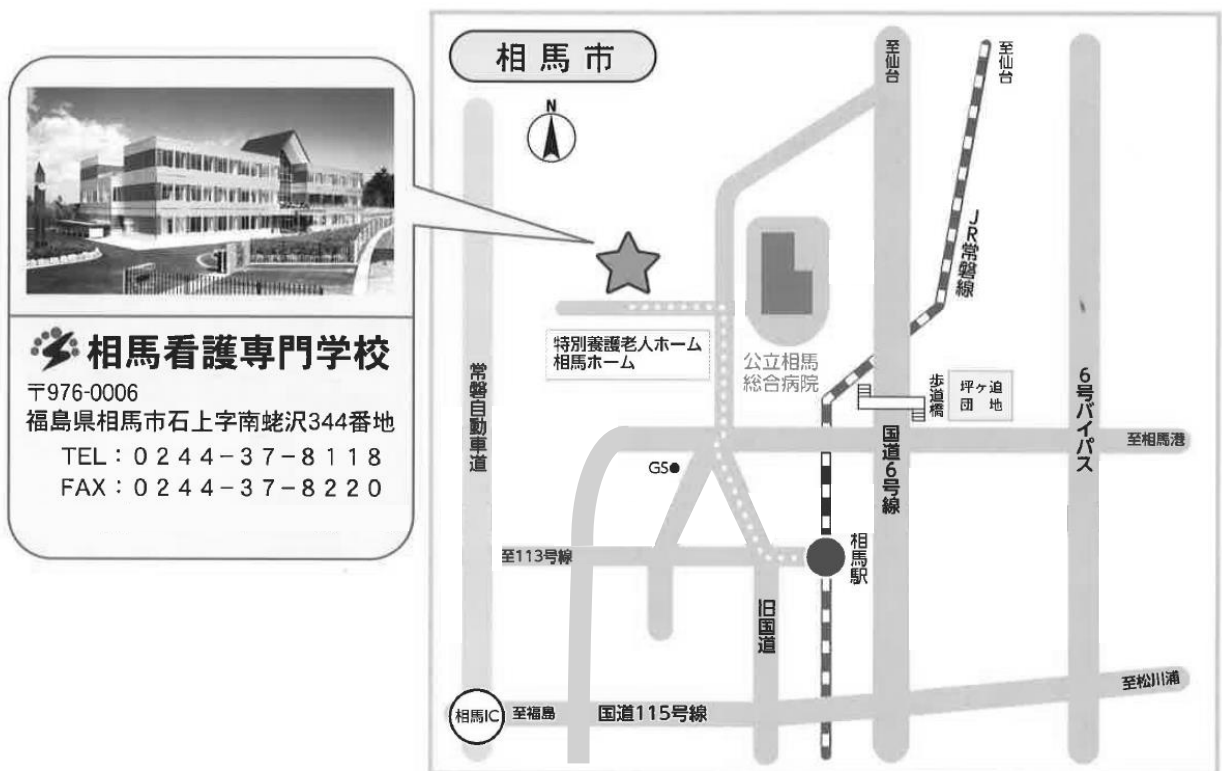 相馬市
N
至仙台
至仙台
JR常磐線
相馬看護専門学校
〒976-0006
福島県相馬市石上字南蛯沢344番地
TEL：0244-37-8118
FAX：0244-37-8220
常磐自動車道
特別養護老人ホーム
相馬ホーム
公立相馬
総合病院
歩道橋
坪ヶ迫
団地
6号バイパス
至相馬港
GS
国道6号線
至113号線
相馬駅
旧国道
至松川浦
相馬IC
至福島
国道115号線